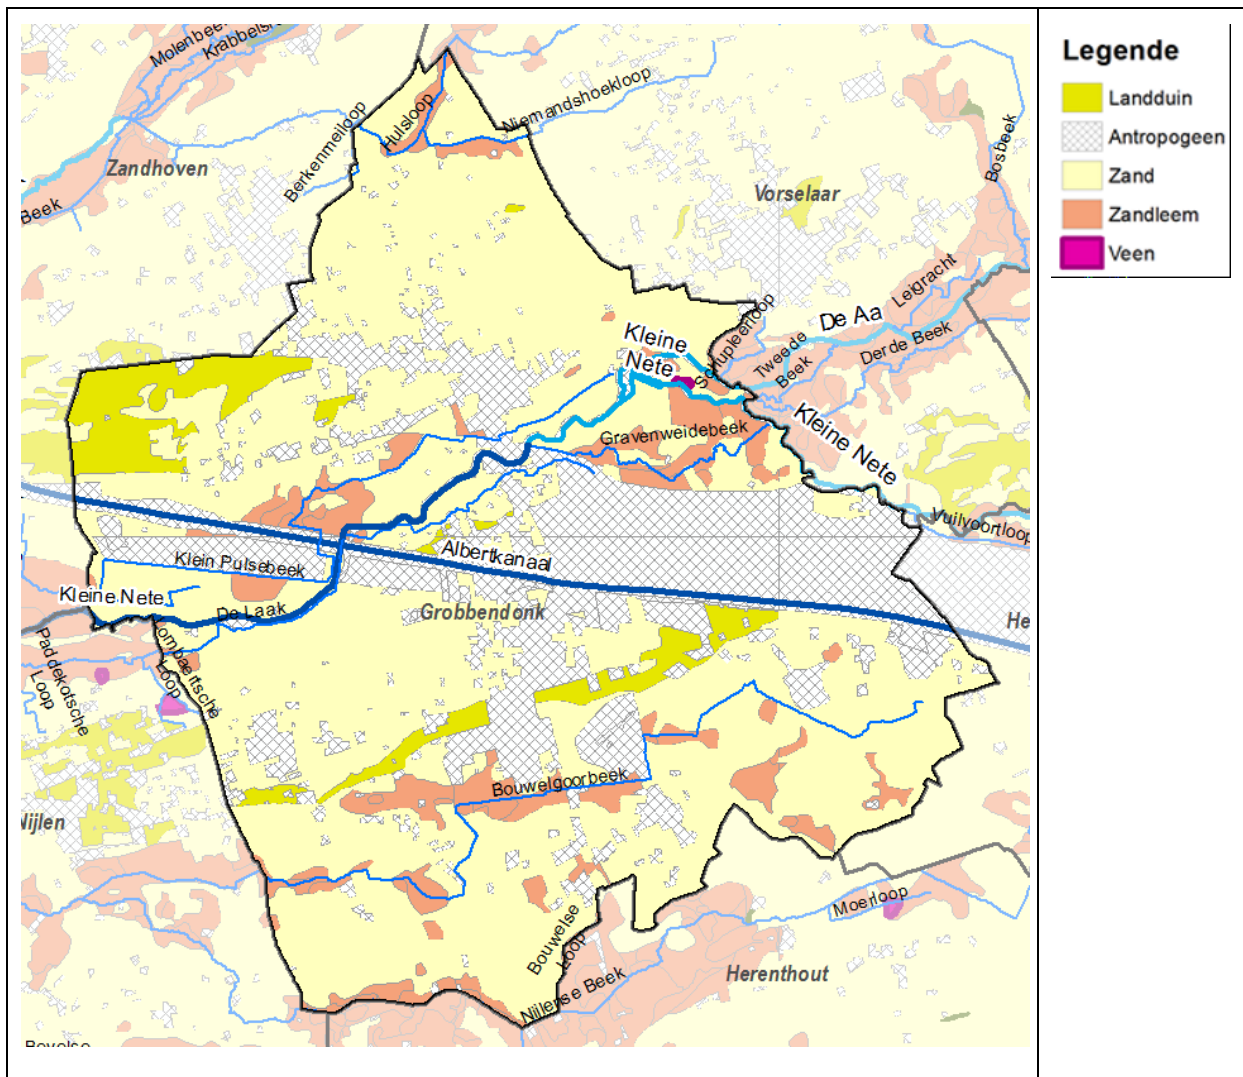 Molenbeek
Krabbels
Hulsloop
Niemandshoekloop
Berkenmeiloop
Zandhoven
Beek
Vorselaar
Bosbeek
Leigracht
De Aa
Derde Beek
Schupleerloop
Tweede
Beek
Kleine
Nete
Gravenweidebeek
Kleine Nete
Vuilvoortloop
Albertkanaal
Klein Pulsebeek
Kleine Nete
De Laak
Grobbendonk
He
Paddekotsche
Loop
Lombaertsche
Loop
Bouwelgoorbeek
Nijlen
Moerloop
Bouwelse
Loop
Nijlense Beek
Herenthout
Bevelse
Legende
Landduin
Antropogeen
Zand
Zandleem
Veen